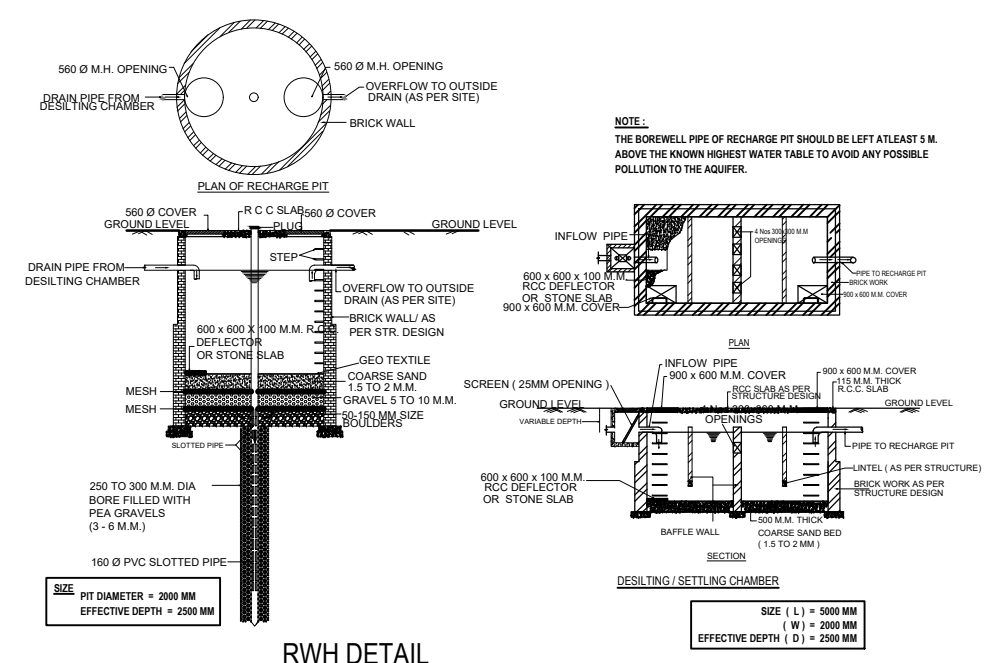 560 Ø M.H. OPENING
560 Ø M.H. OPENING
DRAIN PIPE FROM
DESILTING CHAMBER
OVERFLOW TO OUTSIDE
DRAIN (AS PER SITE)
BRICK WALL
PLAN OF RECHARGE PIT
560 Ø COVER
R C C SLAB
560 Ø COVER
GROUND LEVEL
PLUG
GROUND LEVEL
STEP
DRAIN PIPE FROM
DESILTING CHAMBER
OVERFLOW TO OUTSIDE
DRAIN (AS PER SITE)
BRICK WALL/ AS
PER STR. DESIGN
600 x 600 X 100 M.M. R.C.C.
DEFLECTOR
OR STONE SLAB
GEO TEXTILE
COARSE SAND
1.5 TO 2 M.M.
MESH
GRAVEL 5 TO 10 M.M.
MESH
50-150 MM SIZE
BOULDERS
SLOTTED PIPE
250 TO 300 M.M. DIA
BORE FILLED WITH
PEA GRAVELS
(3 - 6 M.M.)
160 Ø PVC SLOTTED PIPE
SIZE
PIT DIAMETER = 2000 MM
EFFECTIVE DEPTH = 2500 MM
RWH DETAIL
NOTE :
THE BOREWELL PIPE OF RECHARGE PIT SHOULD BE LEFT ATLEAST 5 M.
ABOVE THE KNOWN HIGHEST WATER TABLE TO AVOID ANY POSSIBLE
POLLUTION TO THE AQUIFER.
INFLOW PIPE
4 Nos 300x300 M.M
OPENINGS
600 x 600 x 100 M.M.
RCC DEFLECTOR
OR STONE SLAB
900 x 600 M.M. COVER
PIPE TO RECHARGE PIT
BRICK WORK
900 x 600 M.M. COVER
PLAN
INFLOW PIPE
900 x 600 M.M. COVER
SCREEN ( 25MM OPENING )
RCC SLAB AS PER
STRUCTURE DESIGN
900 x 600 M.M. COVER
115 M.M. THICK
R.C.C. SLAB
GROUND LEVEL
GROUND LEVEL
VARIABLE DEPTH
OPENINGS
PIPE TO RECHARGE PIT
LINTEL ( AS PER STRUCTURE)
600 x 600 x 100 M.M.
RCC DEFLECTOR
OR STONE SLAB
BRICK WORK AS PER
STRUCTURE DESIGN
BAFFLE WALL
500 M.M. THICK
COARSE SAND BED
( 1.5 TO 2 MM )
SECTION
DESILTING / SETTLING CHAMBER
SIZE ( L ) = 5000 MM
( W ) = 2000 MM
EFFECTIVE DEPTH ( D ) = 2500 MM